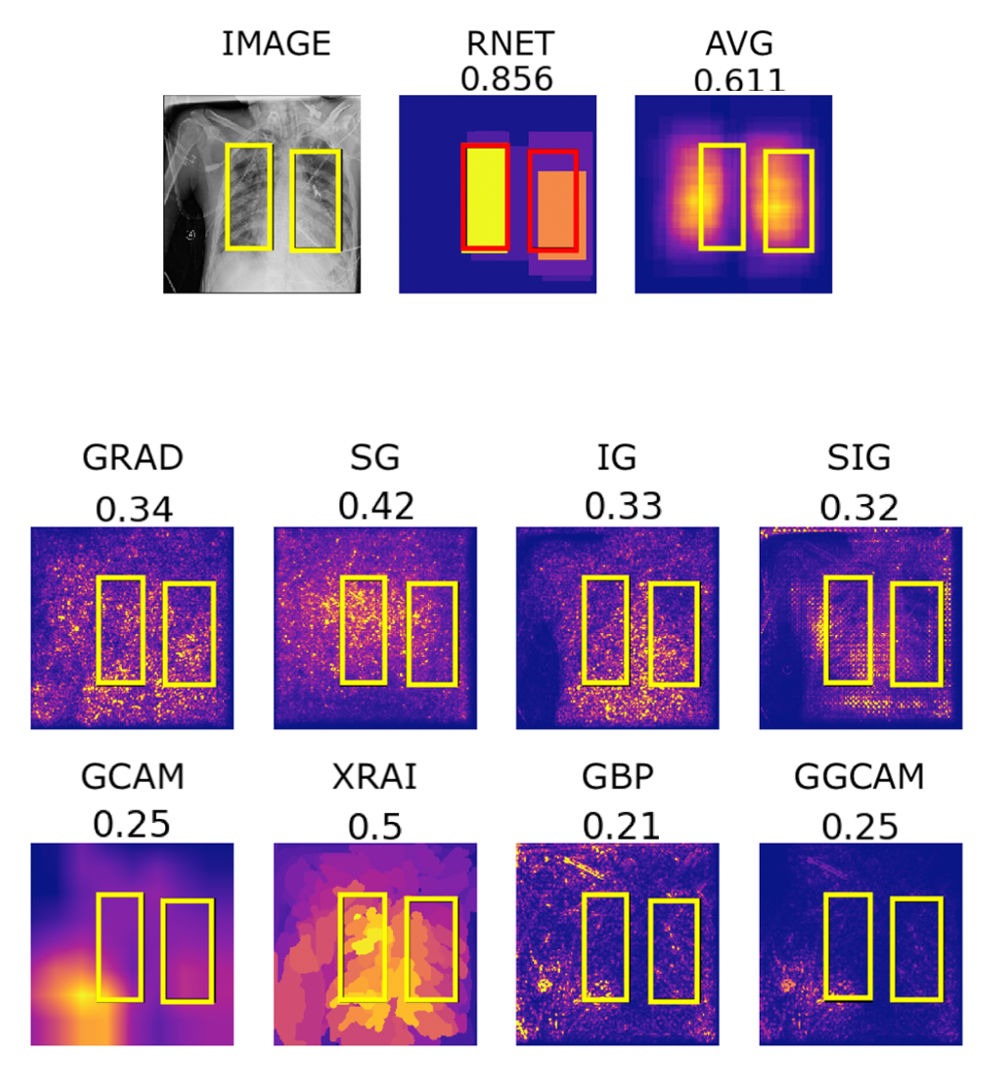 IMAGE RNET AVG
0.856 0.611
GRAD SG IG SIG
0.34 0.42 0.33 0.32
GCAM XRAI GBP GGCAM
0.25 0.5 0.21 0.25